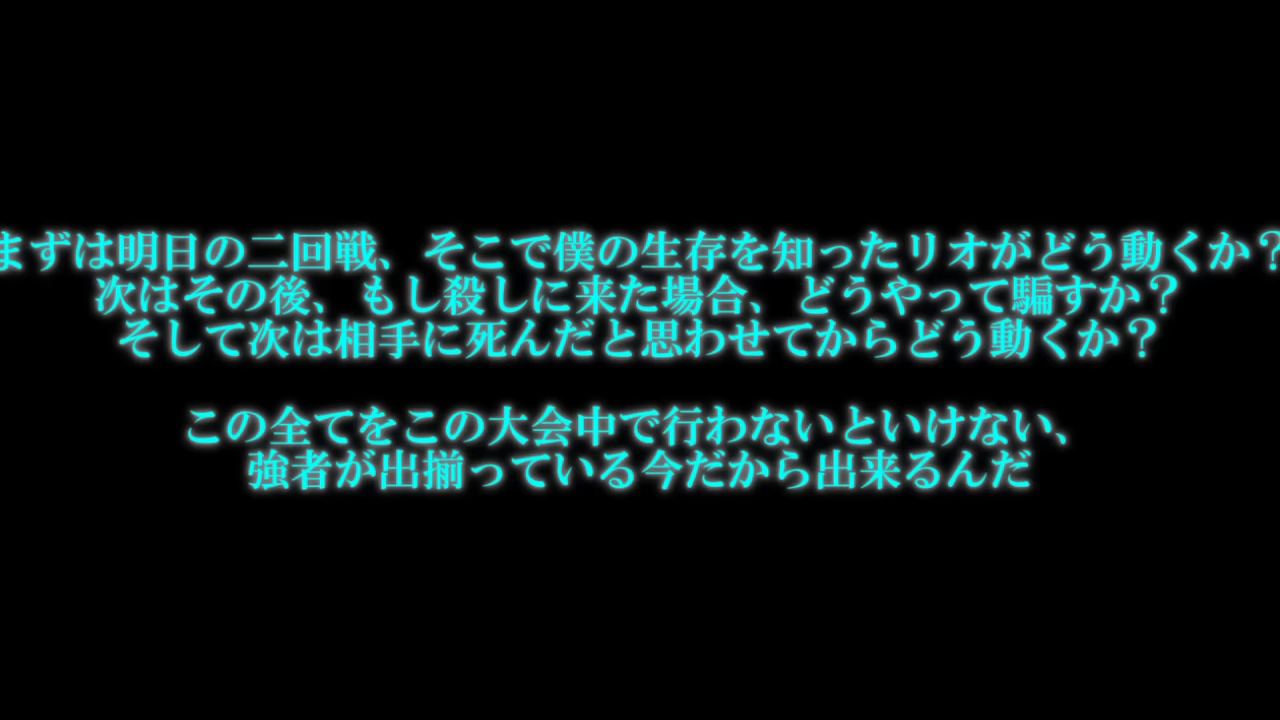 まずは明日の二回戦、そこで僕の生存を知ったリオがどう動くか？
次はその後、もし殺しに来た場合、どうやって騙すか？
そして次は相手に死んだと思わせてからどう動くか？
この全てをこの大会中で行わないといけない、
強者が出揃っている今だから出来るんだ